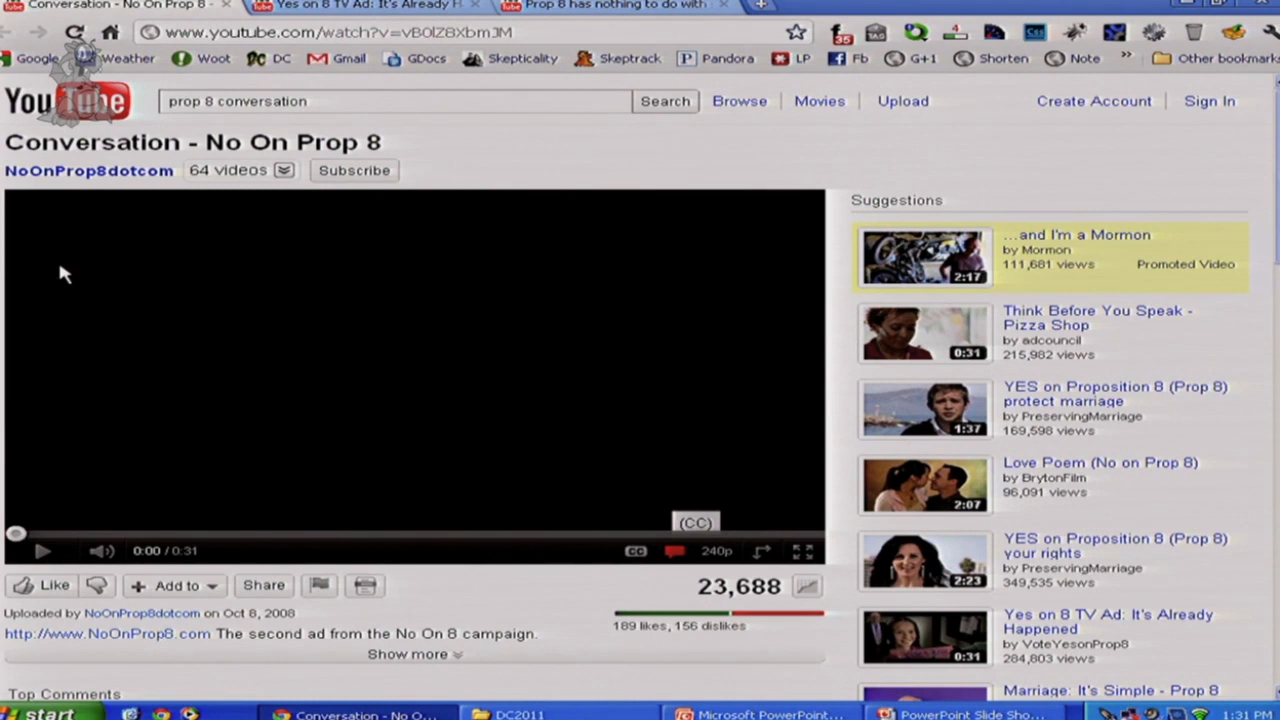 Conversation - No On Prop 8 -
Yes on 8 TV Ad: It's Already H
Prop 8 has nothing to do with
www.youtube.com/watch?v=vB0lZ8XbmJM
35
Google Weather Woot DC Gmail GDocs Skepticality Skeptrack Pandora LP Fb G+1 Shorten Note Other bookmarks
YouTube
prop 8 conversation
Search Browse | Movies | Upload Create Account | Sign In
Conversation - No On Prop 8
NoOnProp8dotcom 64 videos Subscribe
(CC)
0:00 / 0:31 CC 240p
Like Add to Share 23,688
Uploaded by NoOnProp8dotcom on Oct 8, 2008
189 likes, 156 dislikes
http://www.NoOnProp8.com The second ad from the No On 8 campaign.
Show more
Top Comments
Suggestions
...and I'm a Mormon
by Mormon
111,681 views Promoted Video
2:17
Think Before You Speak -
Pizza Shop
by adcouncil
215,982 views
0:31
YES on Proposition 8 (Prop 8)
protect marriage
by PreservingMarriage
169,598 views
1:37
Love Poem (No on Prop 8)
by BrytonFilm
96,091 views
2:07
YES on Proposition 8 (Prop 8)
your rights
by PreservingMarriage
349,535 views
2:23
Yes on 8 TV Ad: It's Already
Happened
by VoteYesonProp8
284,803 views
0:31
Marriage: It's Simple - Prop 8
start Conversation - No O... DC2011 Microsoft PowerPoint... PowerPoint Slide Sho... 1:31 PM